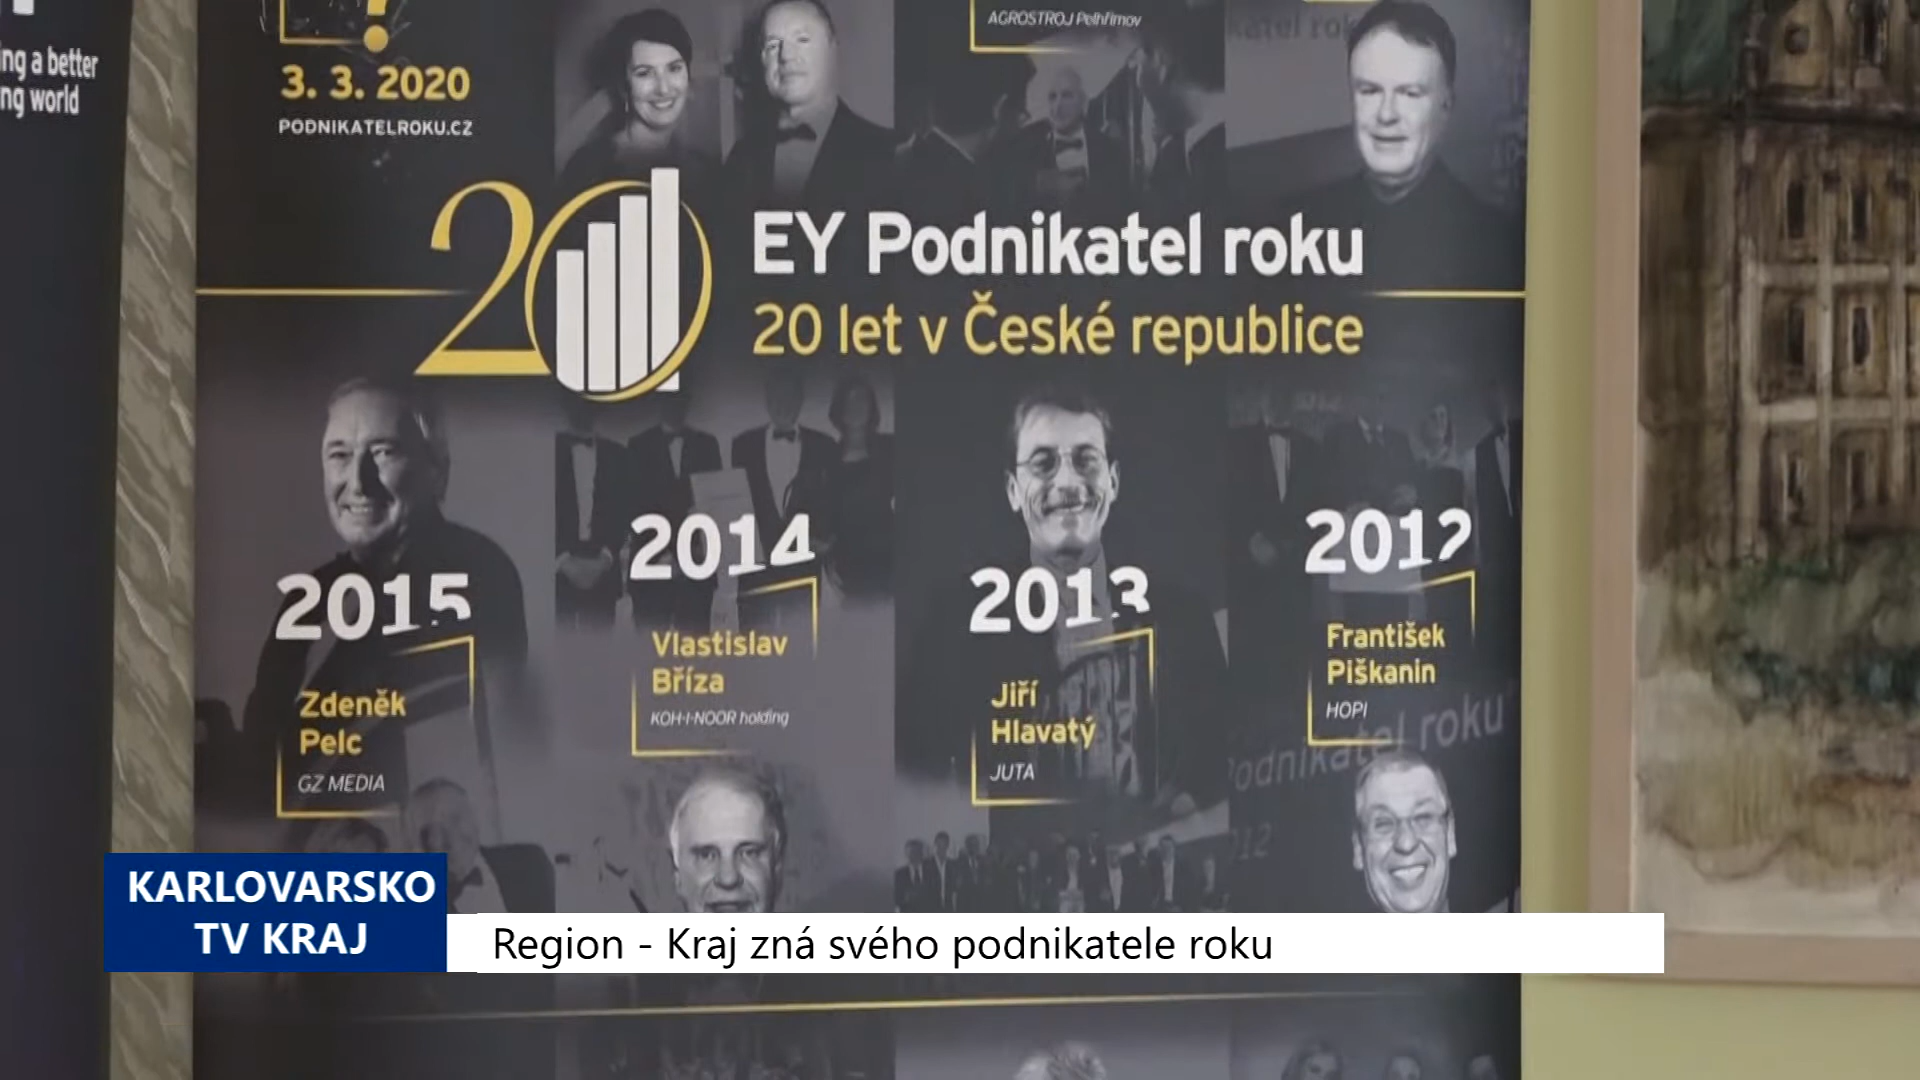 ng a better
ng world
3. 3. 2020
PODNIKATELROKU.CZ
AGROSTROJ Pelhřimov
20
EY Podnikatel roku
20 let v České republice
2015
Zdeněk
Pelc
GZ MEDIA
2014
Vlastislav
Bříza
KOH-I-NOOR holding
2013
Jiří
Hlavatý
JUTA
2012
František
Piškanin
HOPI
Podnikatel roku
2012
KARLOVARSKO
TV KRAJ
Region - Kraj zná svého podnikatele roku